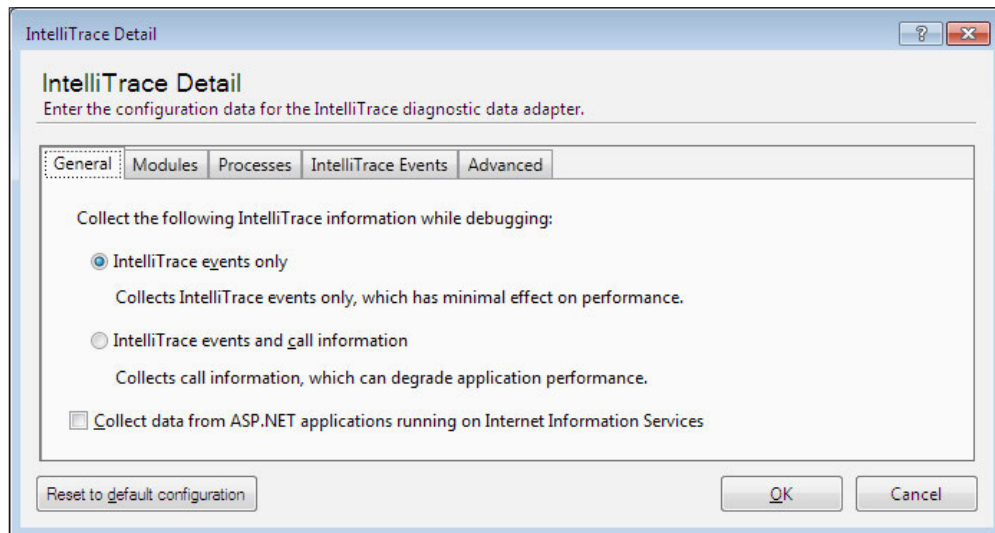 IntelliTrace Detail
IntelliTrace Detail
Enter the configuration data for the IntelliTrace diagnostic data adapter.
General Modules Processes IntelliTrace Events Advanced
Collect the following IntelliTrace information while debugging:
IntelliTrace events only
Collects IntelliTrace events only, which has minimal effect on performance.
IntelliTrace events and call information
Collects call information, which can degrade application performance.
Collect data from ASP.NET applications running on Internet Information Services
Reset to default configuration OK Cancel